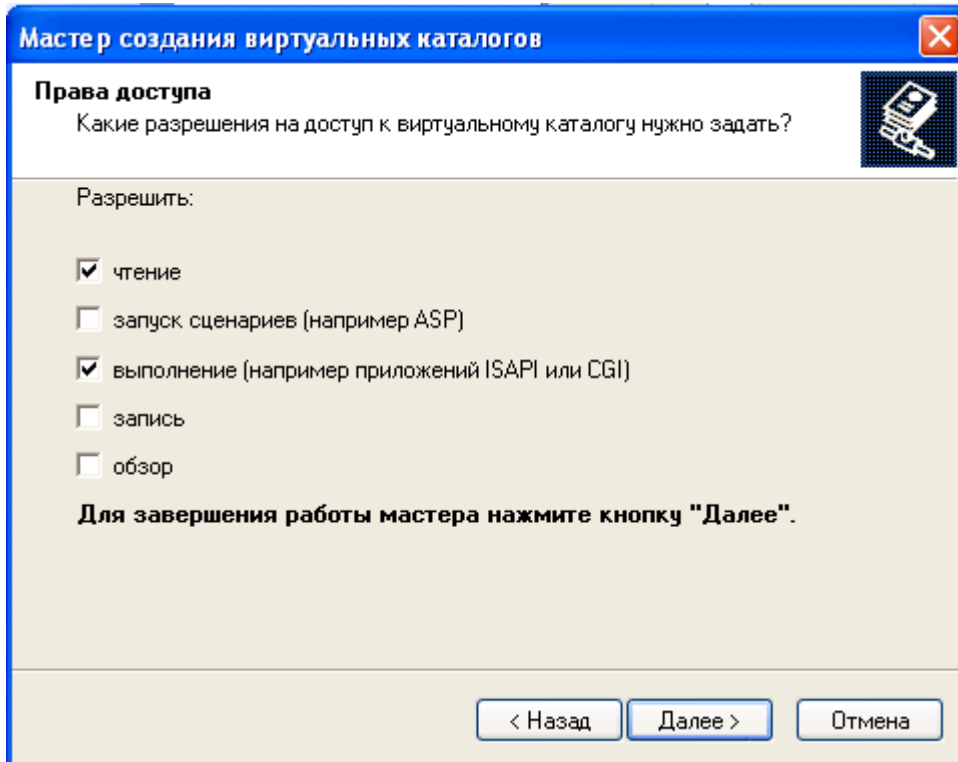 Мастер создания виртуальных каталогов
Права доступа
Какие разрешения на доступ к виртуальному каталогу нужно задать?
Разрешить:
чтение
запуск сценариев (например ASP)
выполнение (например приложений ISAPI или CGI)
запись
обзор
Для завершения работы мастера нажмите кнопку "Далее".
< Назад Далее > Отмена